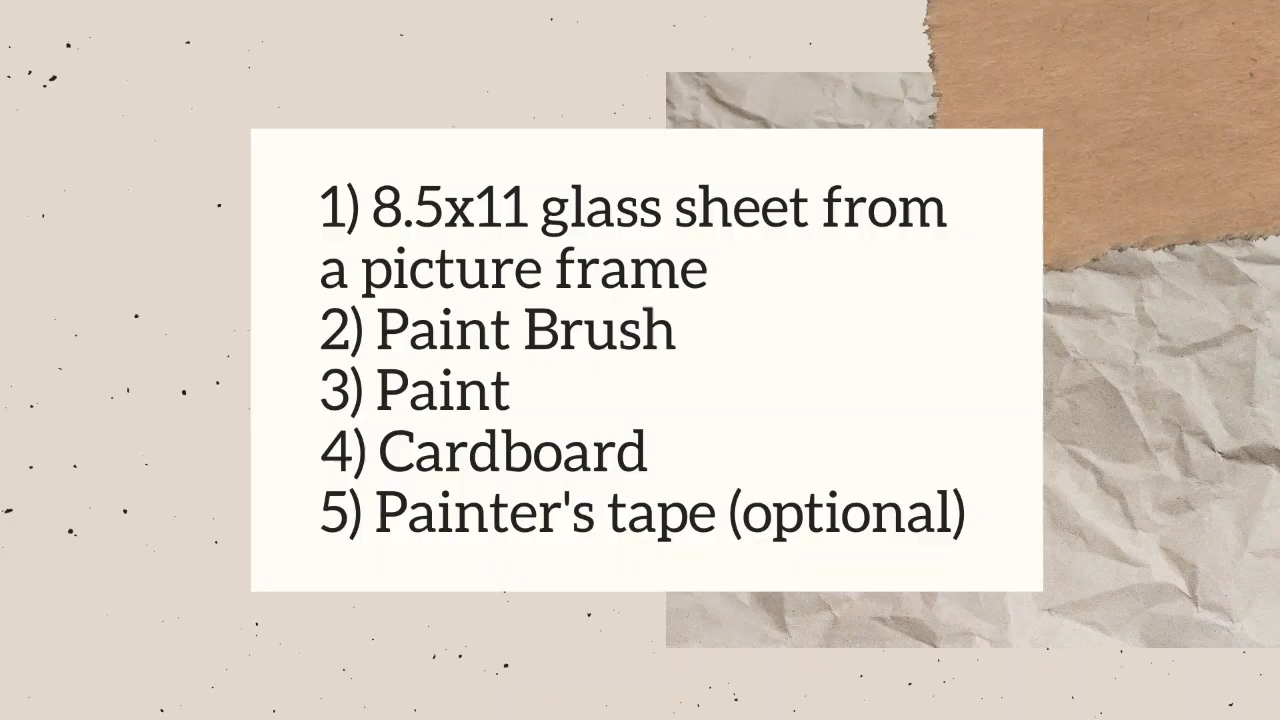 1) 8.5x11 glass sheet from
a picture frame
2) Paint Brush
3) Paint
4) Cardboard
5) Painter's tape (optional)